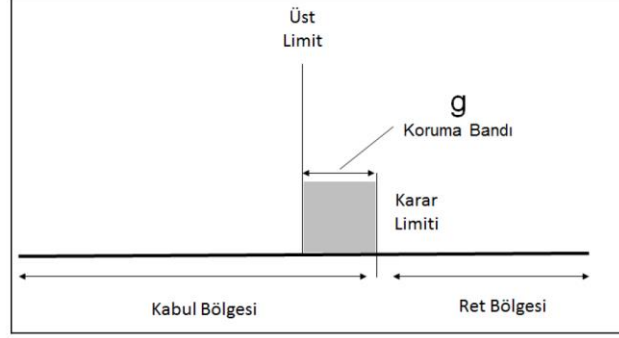 Üst
Limit
g
Koruma Bandı
Karar
Limiti
Kabul Bölgesi
Ret Bölgesi